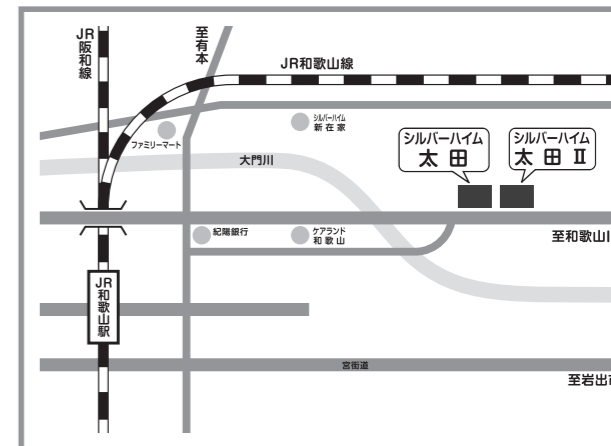 JR
阪和線
至有本
JR和歌山線
シルバーハイム
新在家
ファミリーマート
シルバーハイム
太田
シルバーハイム
太田Ⅱ
大門川
紀陽銀行
ケアランド
和歌山
至和歌山I
JR
和歌山駅
宮街道
至岩出市